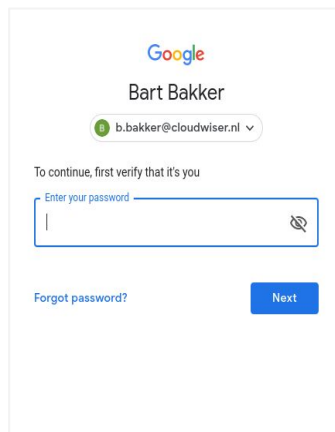 Google
Bart Bakker
B b.bakker@cloudwiser.nl
To continue, first verify that it's you
Enter your password
Forgot password?
Next